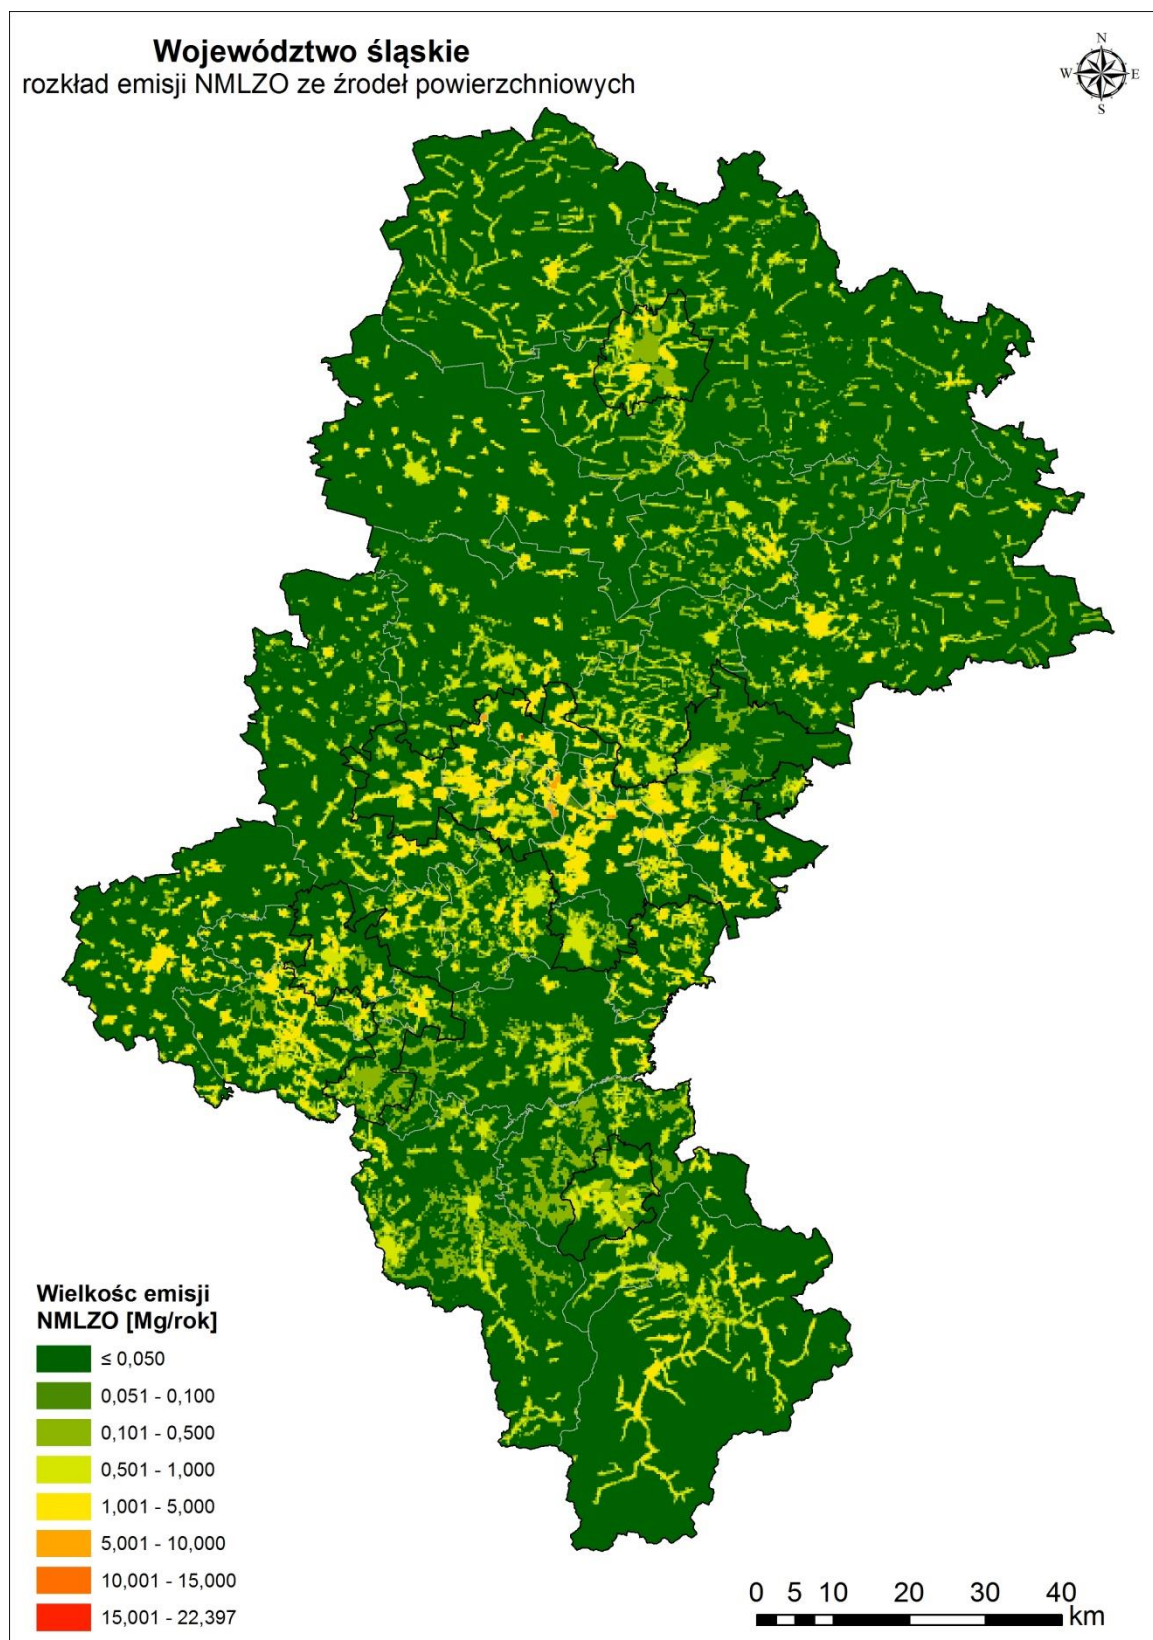 Województwo śląskie
rozkład emisji NMLZO ze źrodeł powierzchniowych
N
W E
S
Wielkośc emisji
NMLZO [Mg/rok]
≤ 0,050
0,051 - 0,100
0,101 - 0,500
0,501 - 1,000
1,001 - 5,000
5,001 - 10,000
10,001 - 15,000
15,001 - 22,397
0 5 10 20 30 40
km